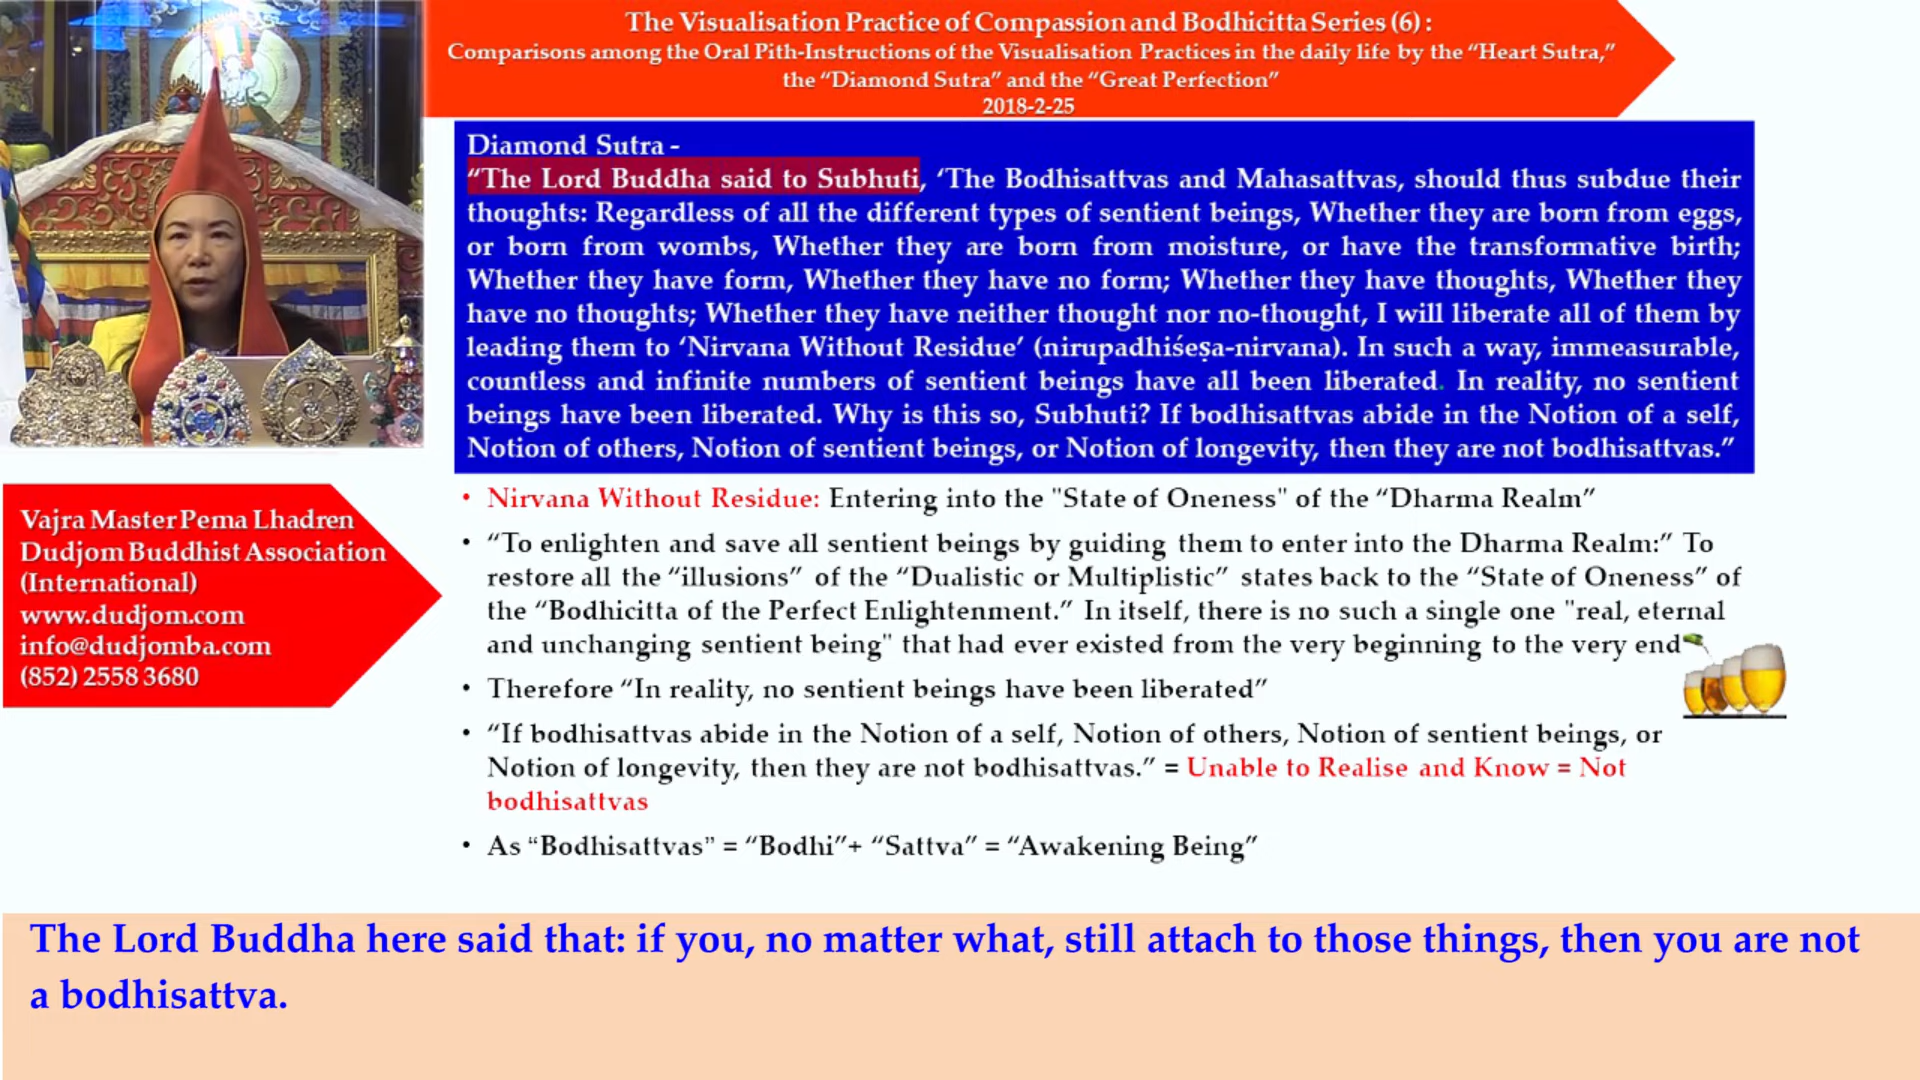 The Visualisation Practice of Compassion and Bodhicitta Series (6) :
Comparisons among the Oral Pith-Instructions of the Visualisation Practices in the daily life by the “Heart Sutra,”
the “Diamond Sutra” and the “Great Perfection”
2018-2-25
Diamond Sutra -
“The Lord Buddha said to Subhuti, ‘The Bodhisattvas and Mahasattvas, should thus subdue their
thoughts: Regardless of all the different types of sentient beings, Whether they are born from eggs,
or born from wombs, Whether they are born from moisture, or have the transformative birth;
Whether they have form, Whether they have no form; Whether they have thoughts, Whether they
have no thoughts; Whether they have neither thought nor no-thought, I will liberate all of them by
leading them to ‘Nirvana Without Residue’ (nirupadhiśeṣa-nirvana). In such a way, immeasurable,
countless and infinite numbers of sentient beings have all been liberated. In reality, no sentient
beings have been liberated. Why is this so, Subhuti? If bodhisattvas abide in the Notion of a self,
Notion of others, Notion of sentient beings, or Notion of longevity, then they are not bodhisattvas.”
• Nirvana Without Residue: Entering into the "State of Oneness" of the “Dharma Realm”
• “To enlighten and save all sentient beings by guiding them to enter into the Dharma Realm:” To
restore all the “illusions” of the “Dualistic or Multiplistic” states back to the “State of Oneness” of
the “Bodhicitta of the Perfect Enlightenment.” In itself, there is no such a single one "real, eternal
and unchanging sentient being" that had ever existed from the very beginning to the very end
• Therefore “In reality, no sentient beings have been liberated”
• “If bodhisattvas abide in the Notion of a self, Notion of others, Notion of sentient beings, or
Notion of longevity, then they are not bodhisattvas.” = Unable to Realise and Know = Not
bodhisattvas
• As “Bodhisattvas” = “Bodhi”+ “Sattva” = “Awakening Being”
Vajra Master Pema Lhadren
Dudjom Buddhist Association
(International)
www.dudjom.com
info@dudjomba.com
(852) 2558 3680
The Lord Buddha here said that: if you, no matter what, still attach to those things, then you are not
a bodhisattva.